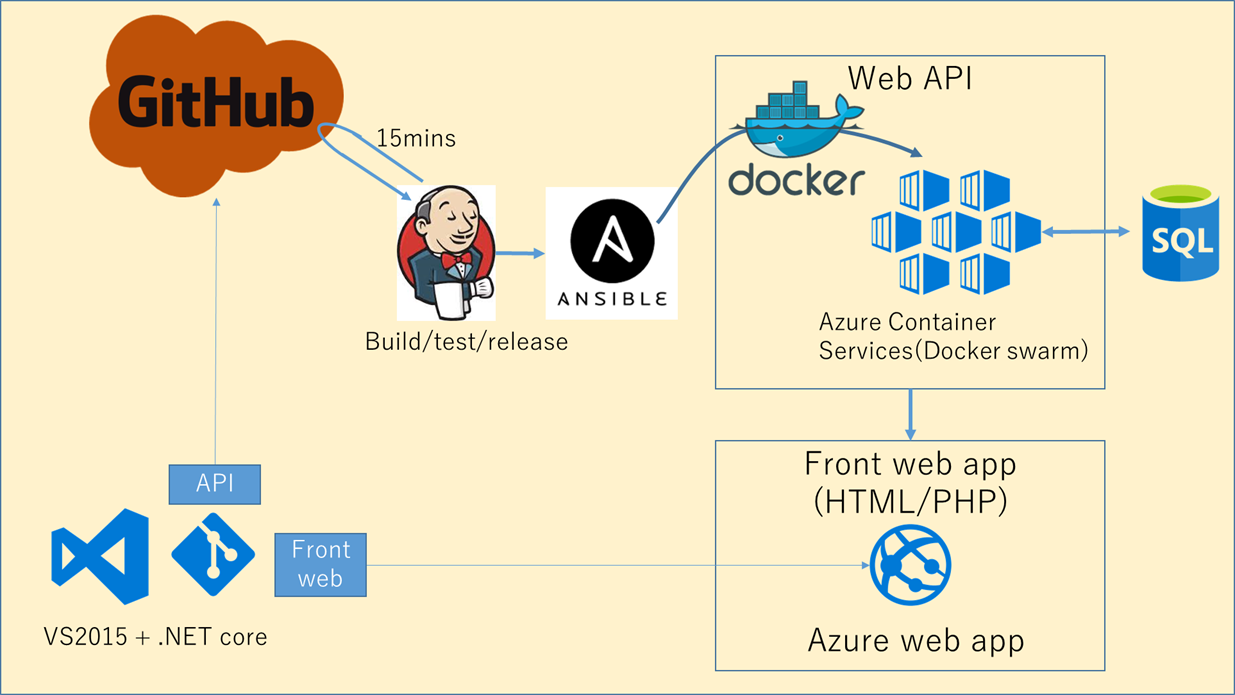 GitHub
15mins
Build/test/release
ANSIBLE
Web API
docker
Azure Container
Services(Docker swarm)
SQL
API
Front
web
VS2015 + .NET core
Front web app
(HTML/PHP)
Azure web app